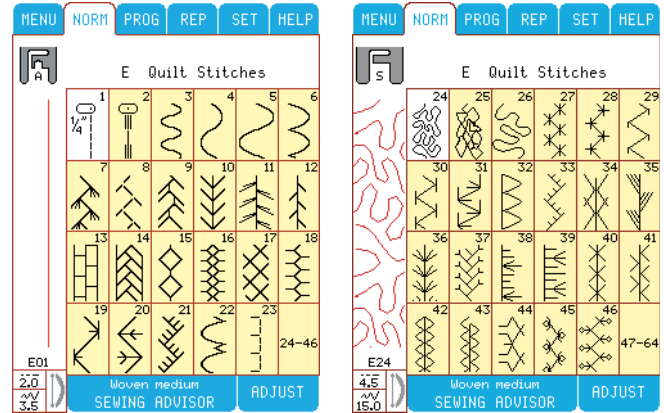 MENU NORM PROG REP SET HELP
A
E Quilt Stitches
1 2 3 4 5 6
1/4"
7 8 9 10 11 12
13 14 15 16 17 18
19 20 21 22 23
24-46
E01
2.0
3.5
Woven medium
SEWING ADVISOR
ADJUST
MENU NORM PROG REP SET HELP
S
E Quilt Stitches
24 25 26 27 28 29
30 31 32 33 34 35
36 37 38 39 40 41
42 43 44 45 46
47-64
E24
4.5
15.0
Woven medium
SEWING ADVISOR
ADJUST